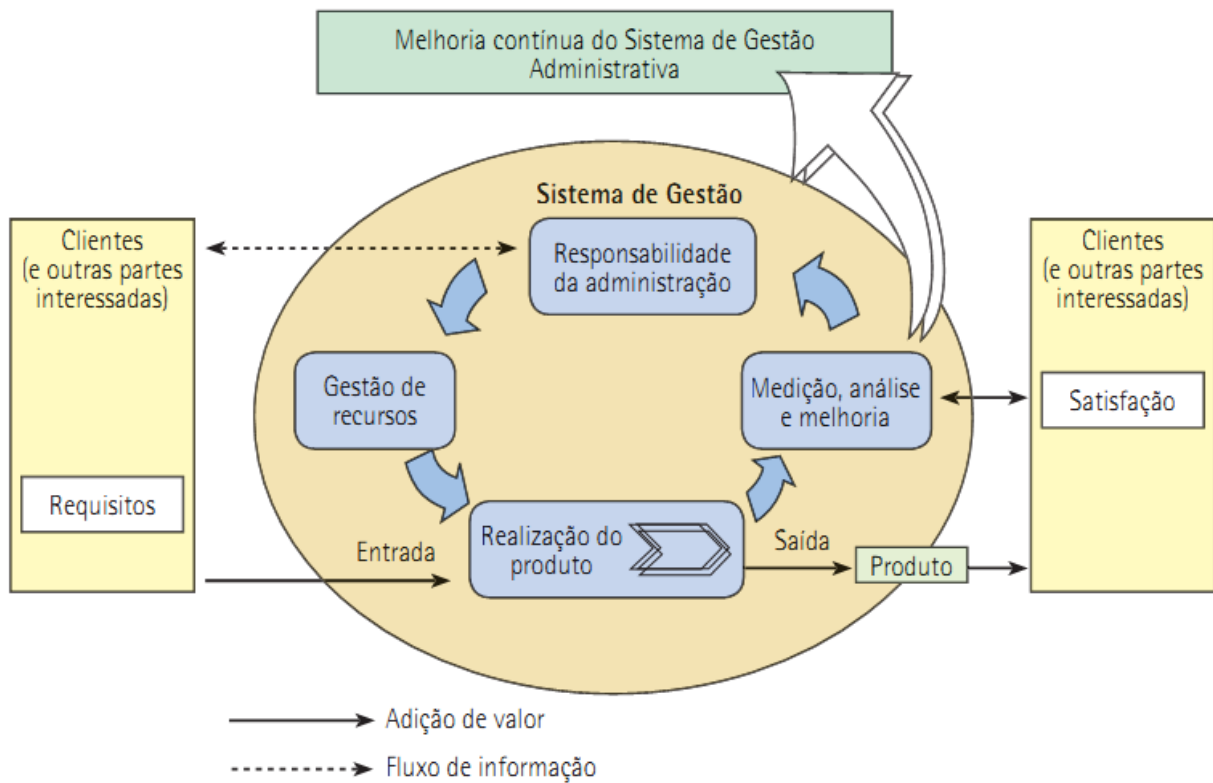 Melhoria contínua do Sistema de Gestão
Administrativa
Sistema de Gestão
Clientes
(e outras partes
interessadas)
Requisitos
Responsabilidade
da administração
Gestão de
recursos
Medição, análise
e melhoria
Entrada
Realização do
produto
Saída
Produto
Clientes
(e outras partes
interessadas)
Satisfação
Adição de valor
Fluxo de informação